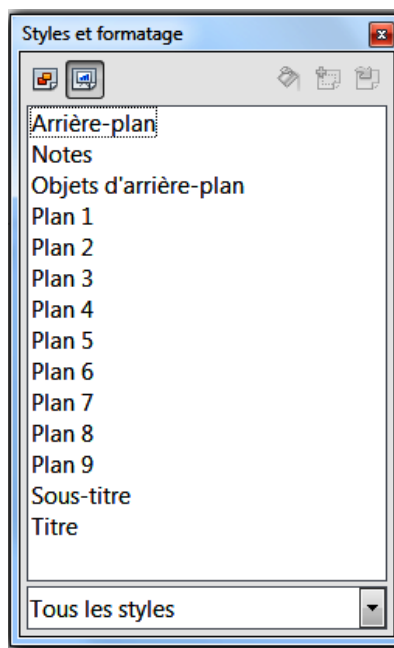 Styles et formatage
Arrière-plan
Notes
Objets d'arrière-plan
Plan 1
Plan 2
Plan 3
Plan 4
Plan 5
Plan 6
Plan 7
Plan 8
Plan 9
Sous-titre
Titre
Tous les styles